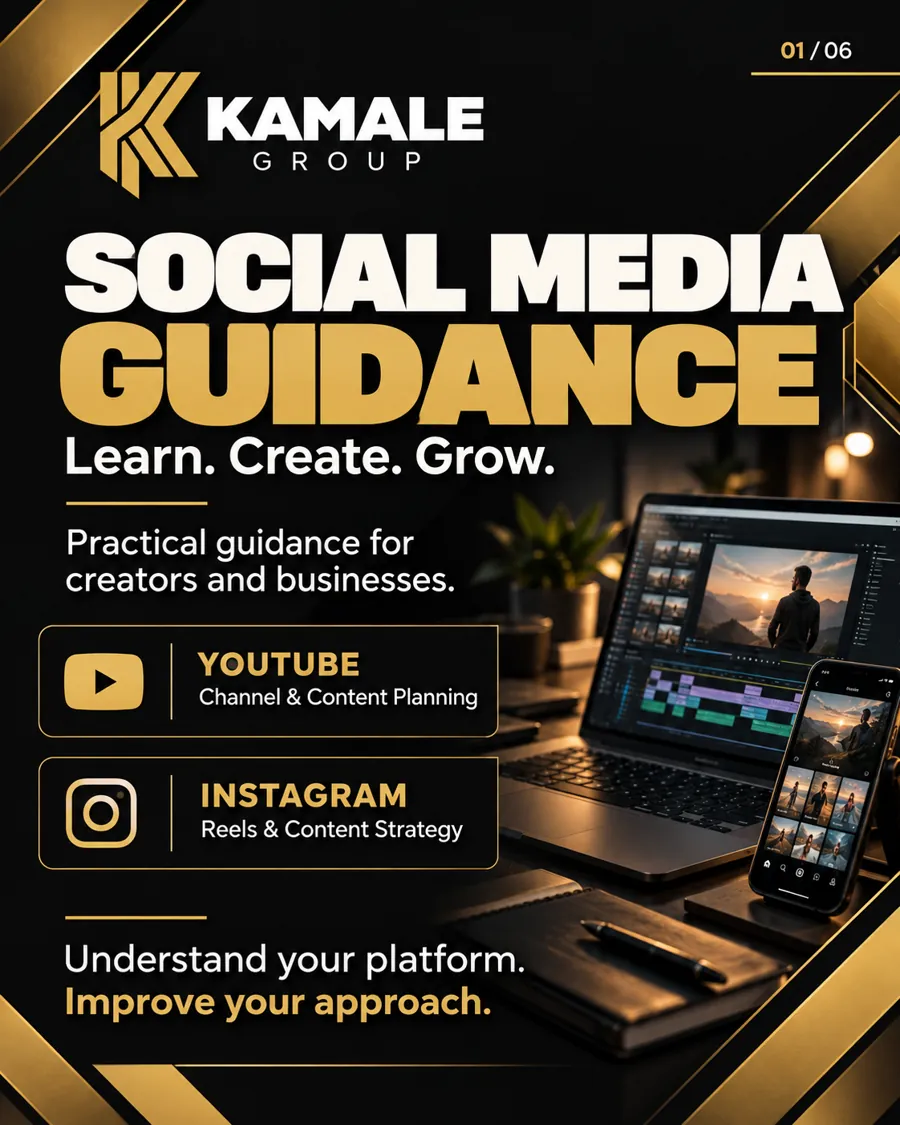 01 / 06
KAMALE
GROUP
SOCIAL MEDIA
GUIDANCE
Learn. Create. Grow.
Practical guidance for
creators and businesses.
YOUTUBE
Channel & Content Planning
INSTAGRAM
Reels & Content Strategy
Understand your platform.
Improve your approach.